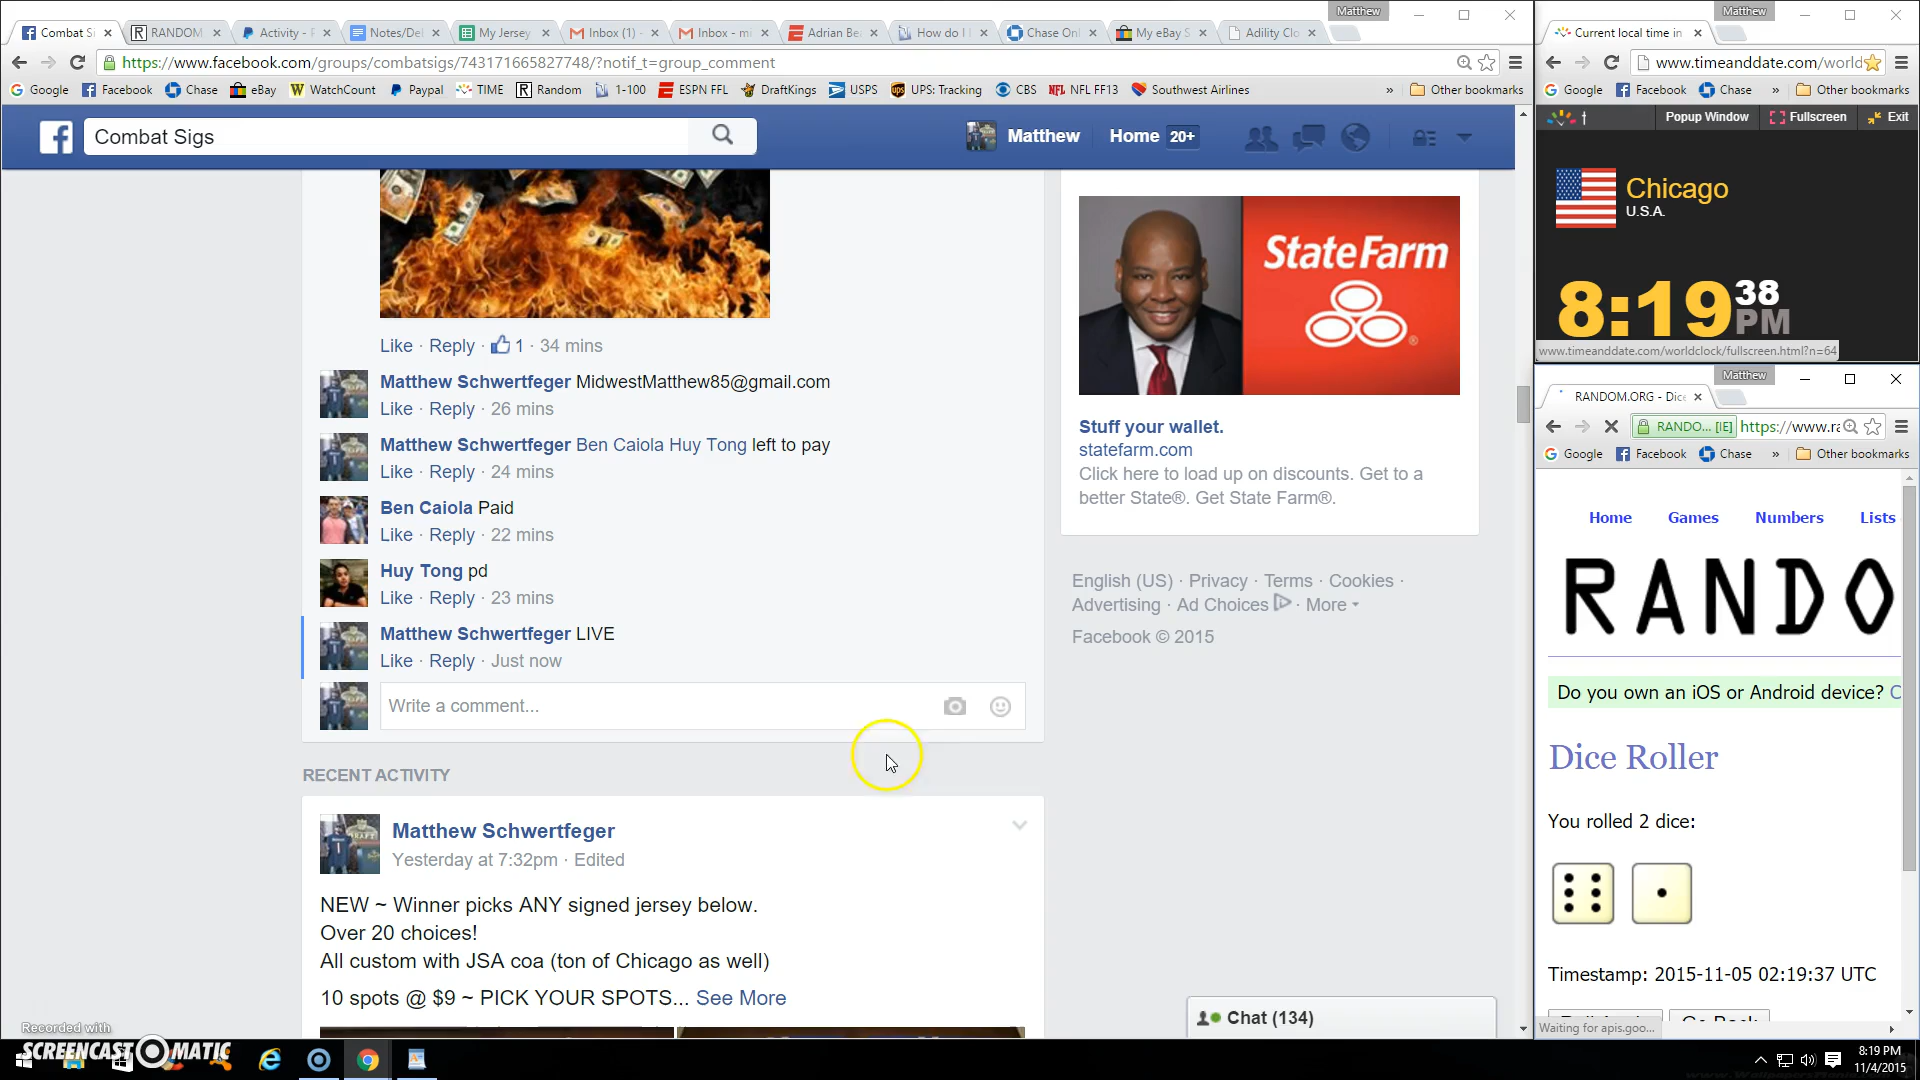 Matthew
Matthew
Combat Si
RANDOM
Activity -
Notes/Del
My Jersey
Inbox (1) -
Inbox - mi
Adrian Be
How do I
Chase Onl
My eBay S
Adility Clo
Current local time in
https://www.facebook.com/groups/combatsigs/743171665827748/?notif_t=group_comment
www.timeanddate.com/world
Google
Facebook
Chase
eBay
WatchCount
Paypal
TIME
Random
1-100
ESPN FFL
DraftKings
USPS
UPS: Tracking
CBS
NFL FF13
Southwest Airlines
»
Other bookmarks
Google
Facebook
Chase
»
Other bookmarks
Combat Sigs
Matthew
Home 20+
t
Popup Window
Fullscreen
Exit
Chicago
U.S.A.
8:19 38 PM
www.timeanddate.com/worldclock/fullscreen.html?n=64
StateFarm
Like · Reply · 1 · 34 mins
Matthew Schwertfeger MidwestMatthew85@gmail.com
Like · Reply · 26 mins
Matthew Schwertfeger Ben Caiola Huy Tong left to pay
Like · Reply · 24 mins
Ben Caiola Paid
Like · Reply · 22 mins
Huy Tong pd
Like · Reply · 23 mins
Matthew Schwertfeger LIVE
Like · Reply · Just now
Write a comment...
RECENT ACTIVITY
Matthew Schwertfeger
Yesterday at 7:32pm · Edited
NEW ~ Winner picks ANY signed jersey below.
Over 20 choices!
All custom with JSA coa (ton of Chicago as well)
10 spots @ $9 ~ PICK YOUR SPOTS... See More
Stuff your wallet.
statefarm.com
Click here to load up on discounts. Get to a
better State®. Get State Farm®.
English (US) · Privacy · Terms · Cookies ·
Advertising · Ad Choices · More
Facebook © 2015
Chat (134)
Matthew
RANDOM.ORG - Dice
RANDO... [IE] https://www.ra
Google
Facebook
Chase
»
Other bookmarks
Home
Games
Numbers
Lists
RANDO
Do you own an iOS or Android device? C
Dice Roller
You rolled 2 dice:
Timestamp: 2015-11-05 02:19:37 UTC
Go Back
Waiting for apis.goo...
Recorded with
SCREENCAST MATIC
8:19 PM
11/4/2015